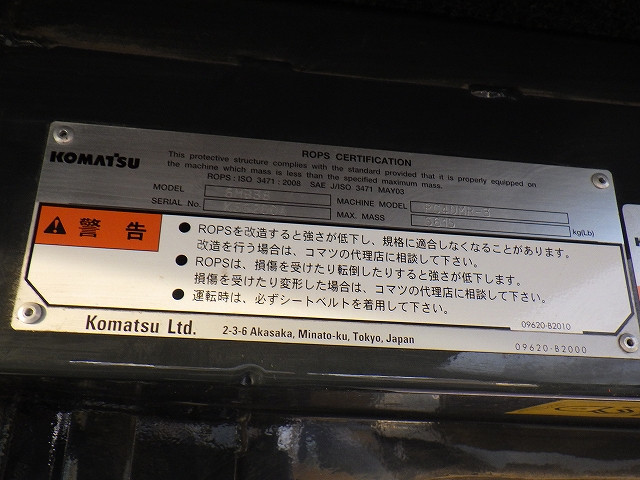 KOMATSU
ROPS CERTIFICATION
This protective structure complies with the standard provided that it is properly equipped on
the machine which mass is less than the specified maximum mass.
ROPS : ISO 3471 : 2008 SAE J/ISO 3471 MAY03
MODEL
MACHINE MODEL
SERIAL No
MAX. MASS
kg(Lb)
警告
● ROPSを改造すると強さが低下し、規格に適合しなくなることがあります。
改造を行う場合は、コマツの代理店に相談して下さい。
● ROPSは、損傷を受けたり転倒したりすると強さが低下します。
損傷を受けたり変形した場合は、コマツの代理店に相談して下さい。
● 運転時は、必ずシートベルトを着用して下さい。
09620-B2010
Komatsu Ltd. 2-3-6 Akasaka, Minato-ku, Tokyo, Japan
09620-B2000